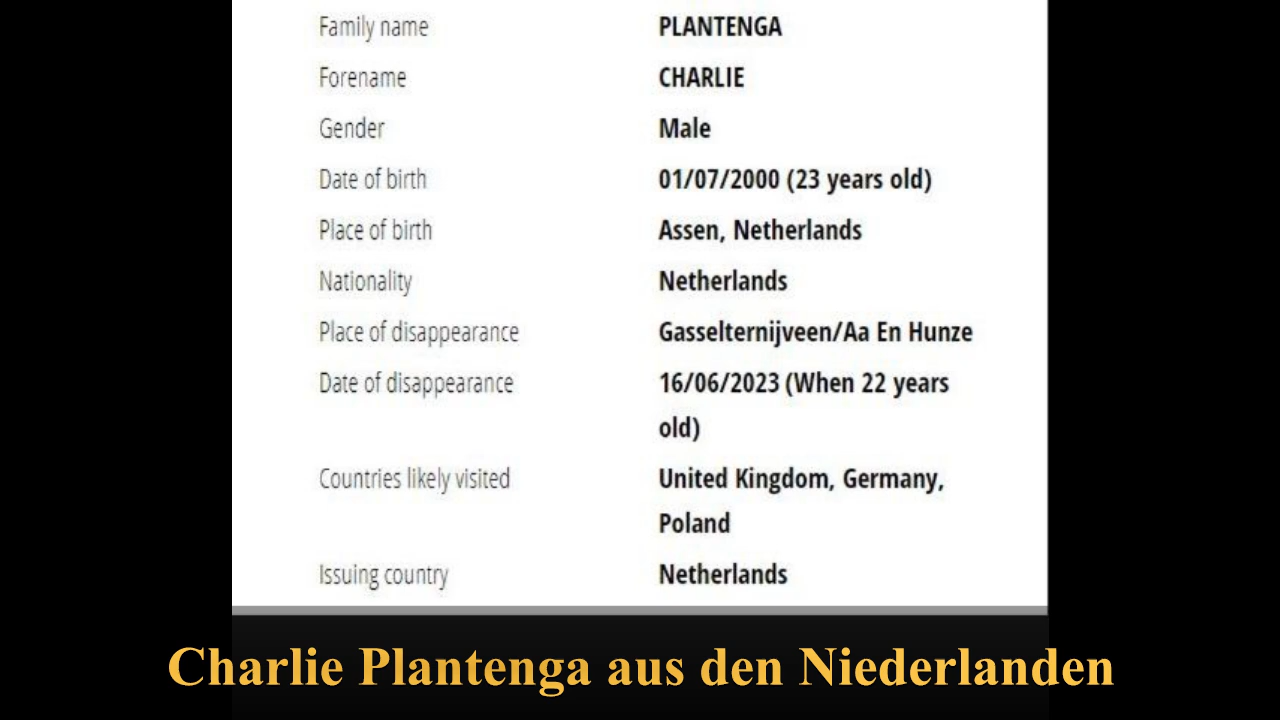 Family name PLANTENGA
Forename CHARLIE
Gender Male
Date of birth 01/07/2000 (23 years old)
Place of birth Assen, Netherlands
Nationality Netherlands
Place of disappearance Gasselternijveen/Aa En Hunze
Date of disappearance 16/06/2023 (When 22 years
old)
Countries likely visited United Kingdom, Germany,
Poland
Issuing country Netherlands
Charlie Plantenga aus den Niederlanden